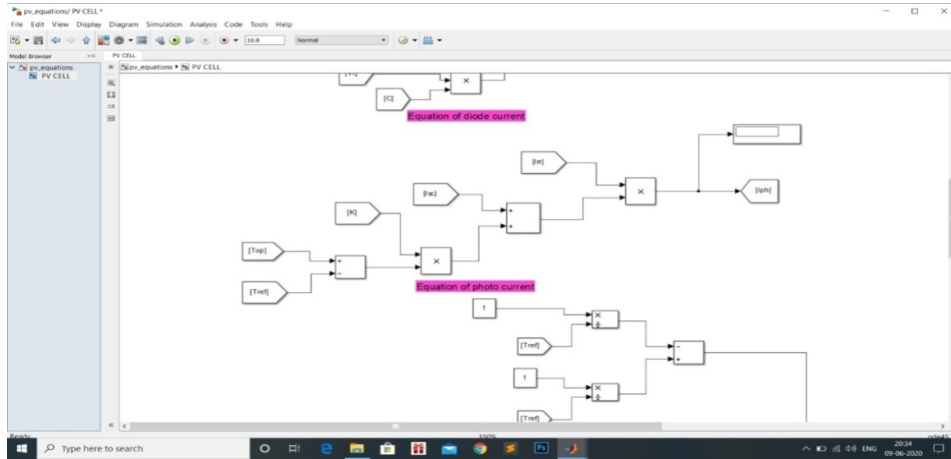 pv_equations/ PV CELL *
File Edit View Display Diagram Simulation Analysis Code Tools Help
10.0
Normal
Model Browser
PV CELL
pv_equations
PV CELL
pv_equations ▸ PV CELL
[C]
×
Equation of diode current
[Ir]
[Isc]
×
[Iph]
[K]
+
+
[Top]
[Tref]
+
−
×
Equation of photo current
1
×
÷
[Tref]
−
+
1
×
÷
[Tref]
Ready
150%
ode45
Type here to search
ENG
20:34
09-06-2020